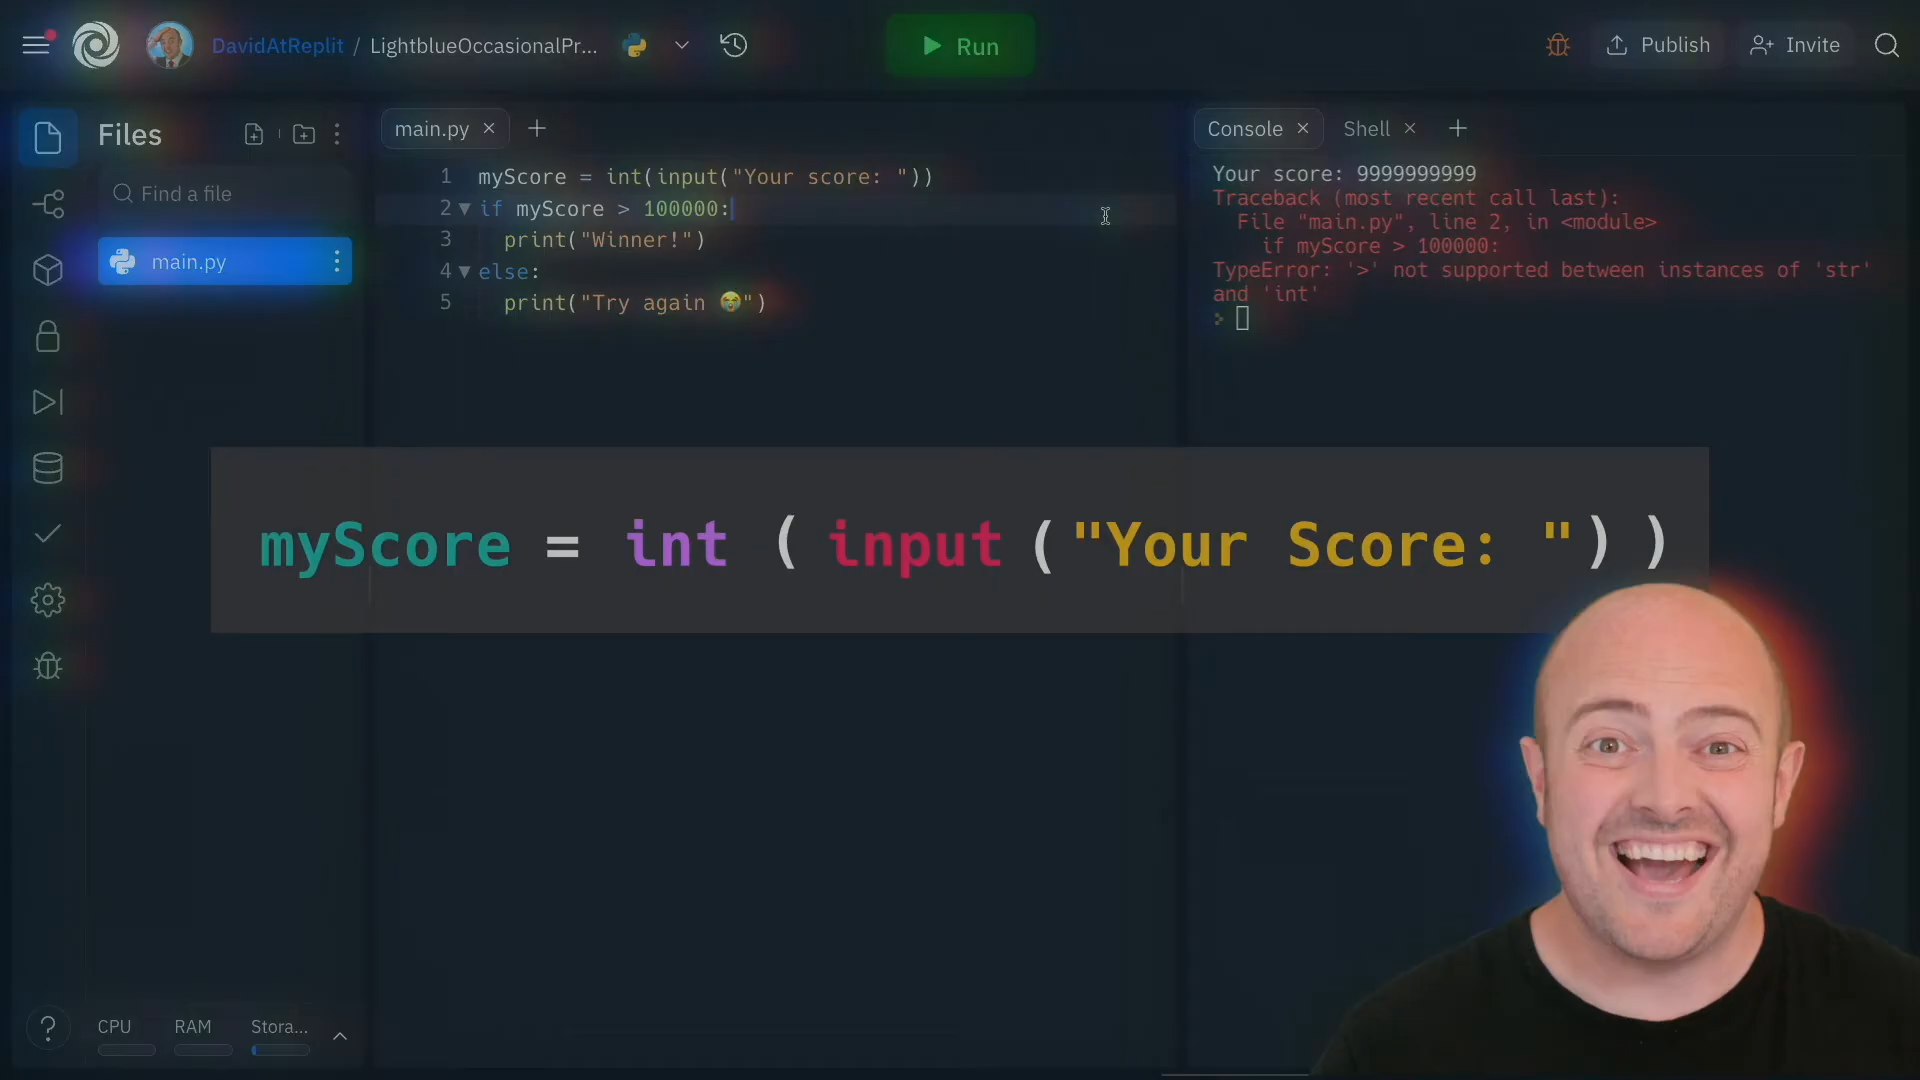 DavidAtReplit / LightblueOccasionalPr...
Run
Publish
Invite
Files
Find a file
main.py
main.py
1 myScore = int(input("Your score: "))
2 if myScore > 100000:
3 print("Winner!")
4 else:
5 print("Try again 😭")
Console
Shell
Your score: 9999999999
Traceback (most recent call last):
File "main.py", line 2, in <module>
if myScore > 100000:
TypeError: '>' not supported between instances of 'str'
and 'int'
myScore = int ( input ("Your Score: ") )
CPU
RAM
Stora...